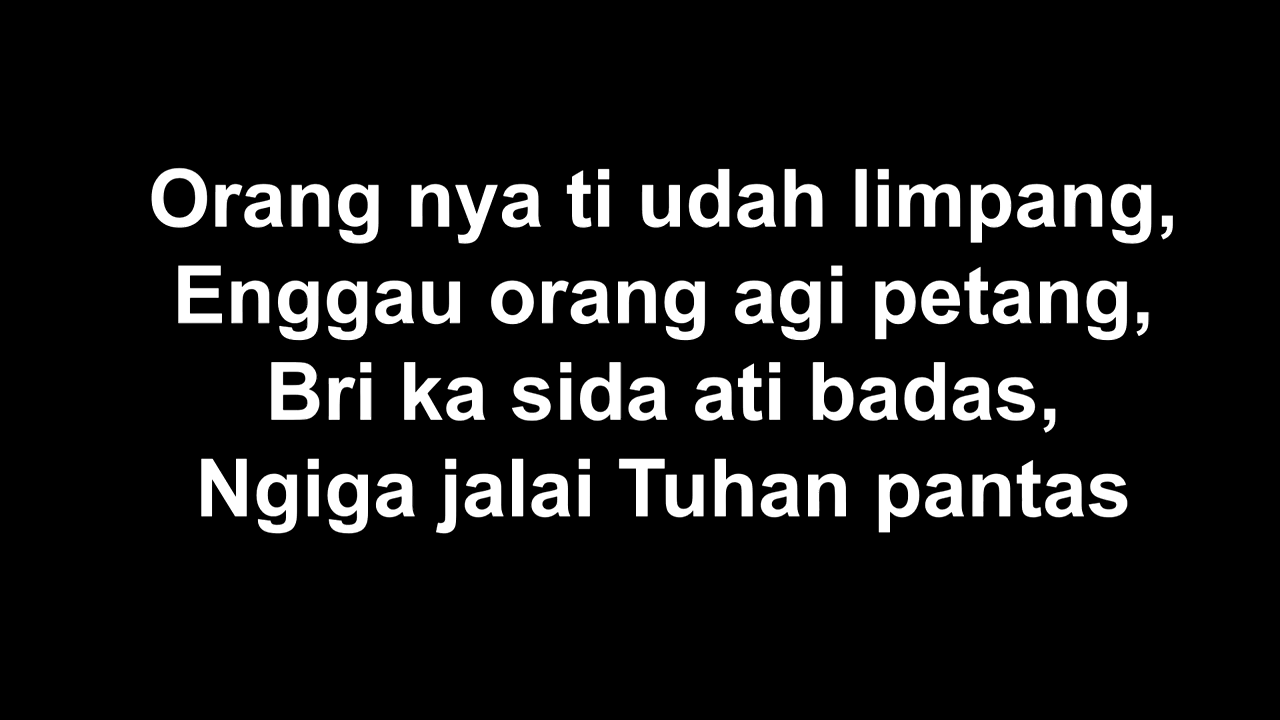 Orang nya ti udah limpang,
Enggau orang agi petang,
Bri ka sida ati badas,
Ngiga jalai Tuhan pantas